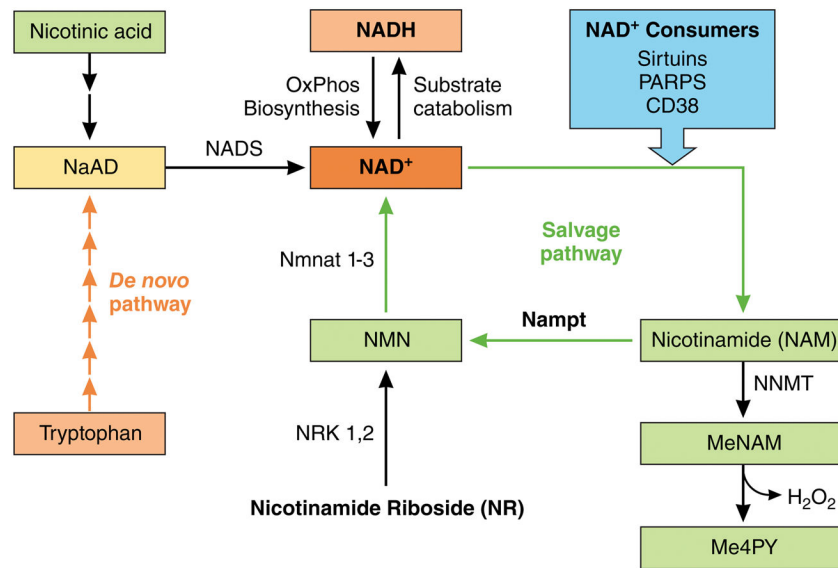 Nicotinic acid
NADH
NAD⁺ Consumers
Sirtuins
PARPS
CD38
OxPhos
Biosynthesis
Substrate
catabolism
NaAD
NADS
NAD⁺
Salvage
pathway
De novo
pathway
Nmnat 1-3
NMN
Nampt
Nicotinamide (NAM)
NNMT
Tryptophan
NRK 1,2
MeNAM
Nicotinamide Riboside (NR)
H₂O₂
Me4PY